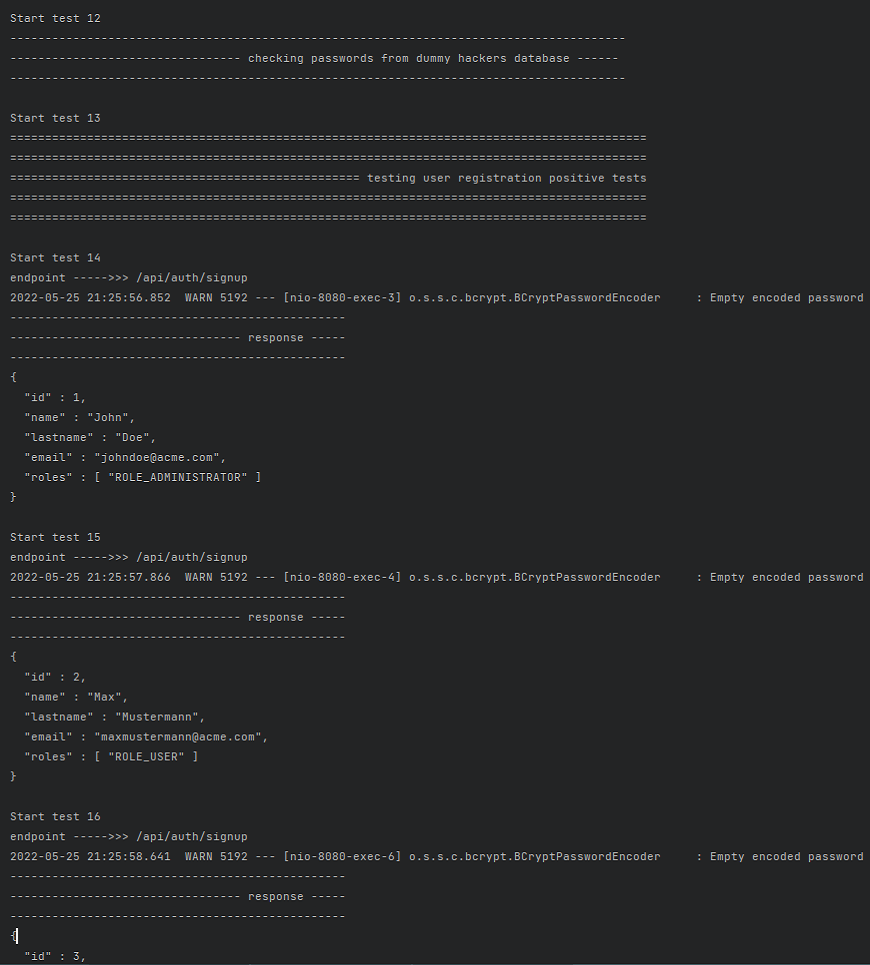 Start test 12
----------------------------------------------------------------------------------------
--------------------------------- checking passwords from dummy hackers database ------
----------------------------------------------------------------------------------------
Start test 13
===========================================================================================
===========================================================================================
================================================== testing user registration positive tests
===========================================================================================
===========================================================================================
Start test 14
endpoint ----->>> /api/auth/signup
2022-05-25 21:25:56.852  WARN 5192 --- [nio-8080-exec-3] o.s.s.c.bcrypt.BCryptPasswordEncoder     : Empty encoded password
------------------------------------------------
--------------------------------- response -----
------------------------------------------------
{
  "id" : 1,
  "name" : "John",
  "lastname" : "Doe",
  "email" : "johndoe@acme.com",
  "roles" : [ "ROLE_ADMINISTRATOR" ]
}
Start test 15
endpoint ----->>> /api/auth/signup
2022-05-25 21:25:57.866  WARN 5192 --- [nio-8080-exec-4] o.s.s.c.bcrypt.BCryptPasswordEncoder     : Empty encoded password
------------------------------------------------
--------------------------------- response -----
------------------------------------------------
{
  "id" : 2,
  "name" : "Max",
  "lastname" : "Mustermann",
  "email" : "maxmustermann@acme.com",
  "roles" : [ "ROLE_USER" ]
}
Start test 16
endpoint ----->>> /api/auth/signup
2022-05-25 21:25:58.641  WARN 5192 --- [nio-8080-exec-6] o.s.s.c.bcrypt.BCryptPasswordEncoder     : Empty encoded password
------------------------------------------------
--------------------------------- response -----
------------------------------------------------
{
  "id" : 3,